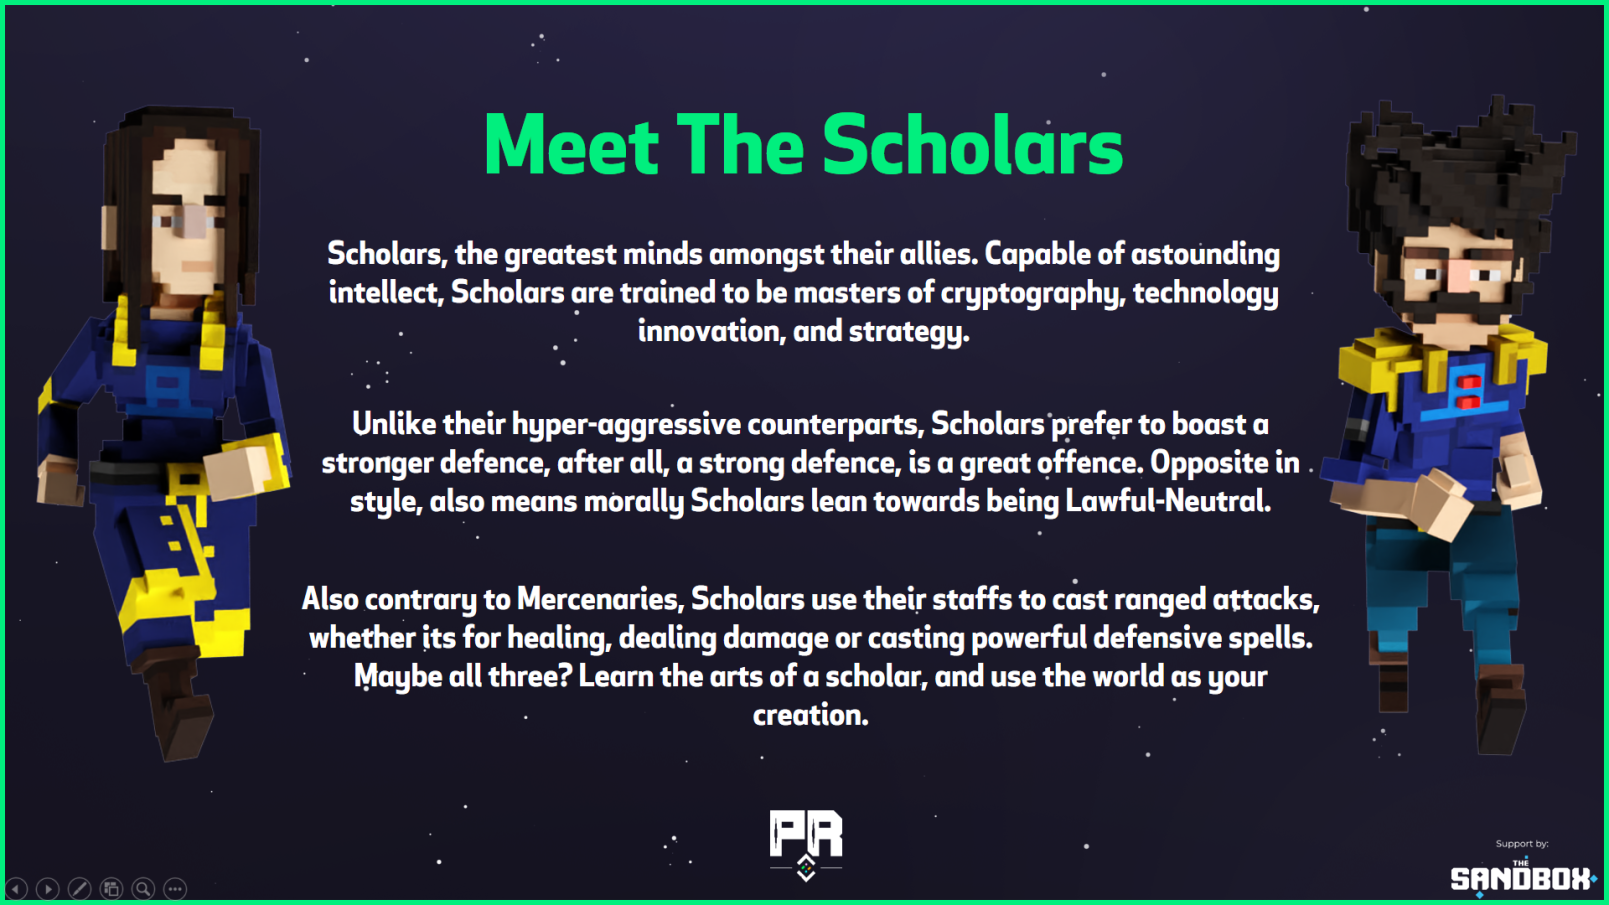 Meet The Scholars
Scholars, the greatest minds amongst their allies. Capable of astounding
intellect, Scholars are trained to be masters of cryptography, technology
innovation, and strategy.
Unlike their hyper-aggressive counterparts, Scholars prefer to boast a
stronger defence, after all, a strong defence, is a great offence. Opposite in
style, also means morally Scholars lean towards being Lawful-Neutral.
Also contrary to Mercenaries, Scholars use their staffs to cast ranged attacks,
whether its for healing, dealing damage or casting powerful defensive spells.
Maybe all three? Learn the arts of a scholar, and use the world as your
creation.
PR
Support by:
THE
SANDBOX